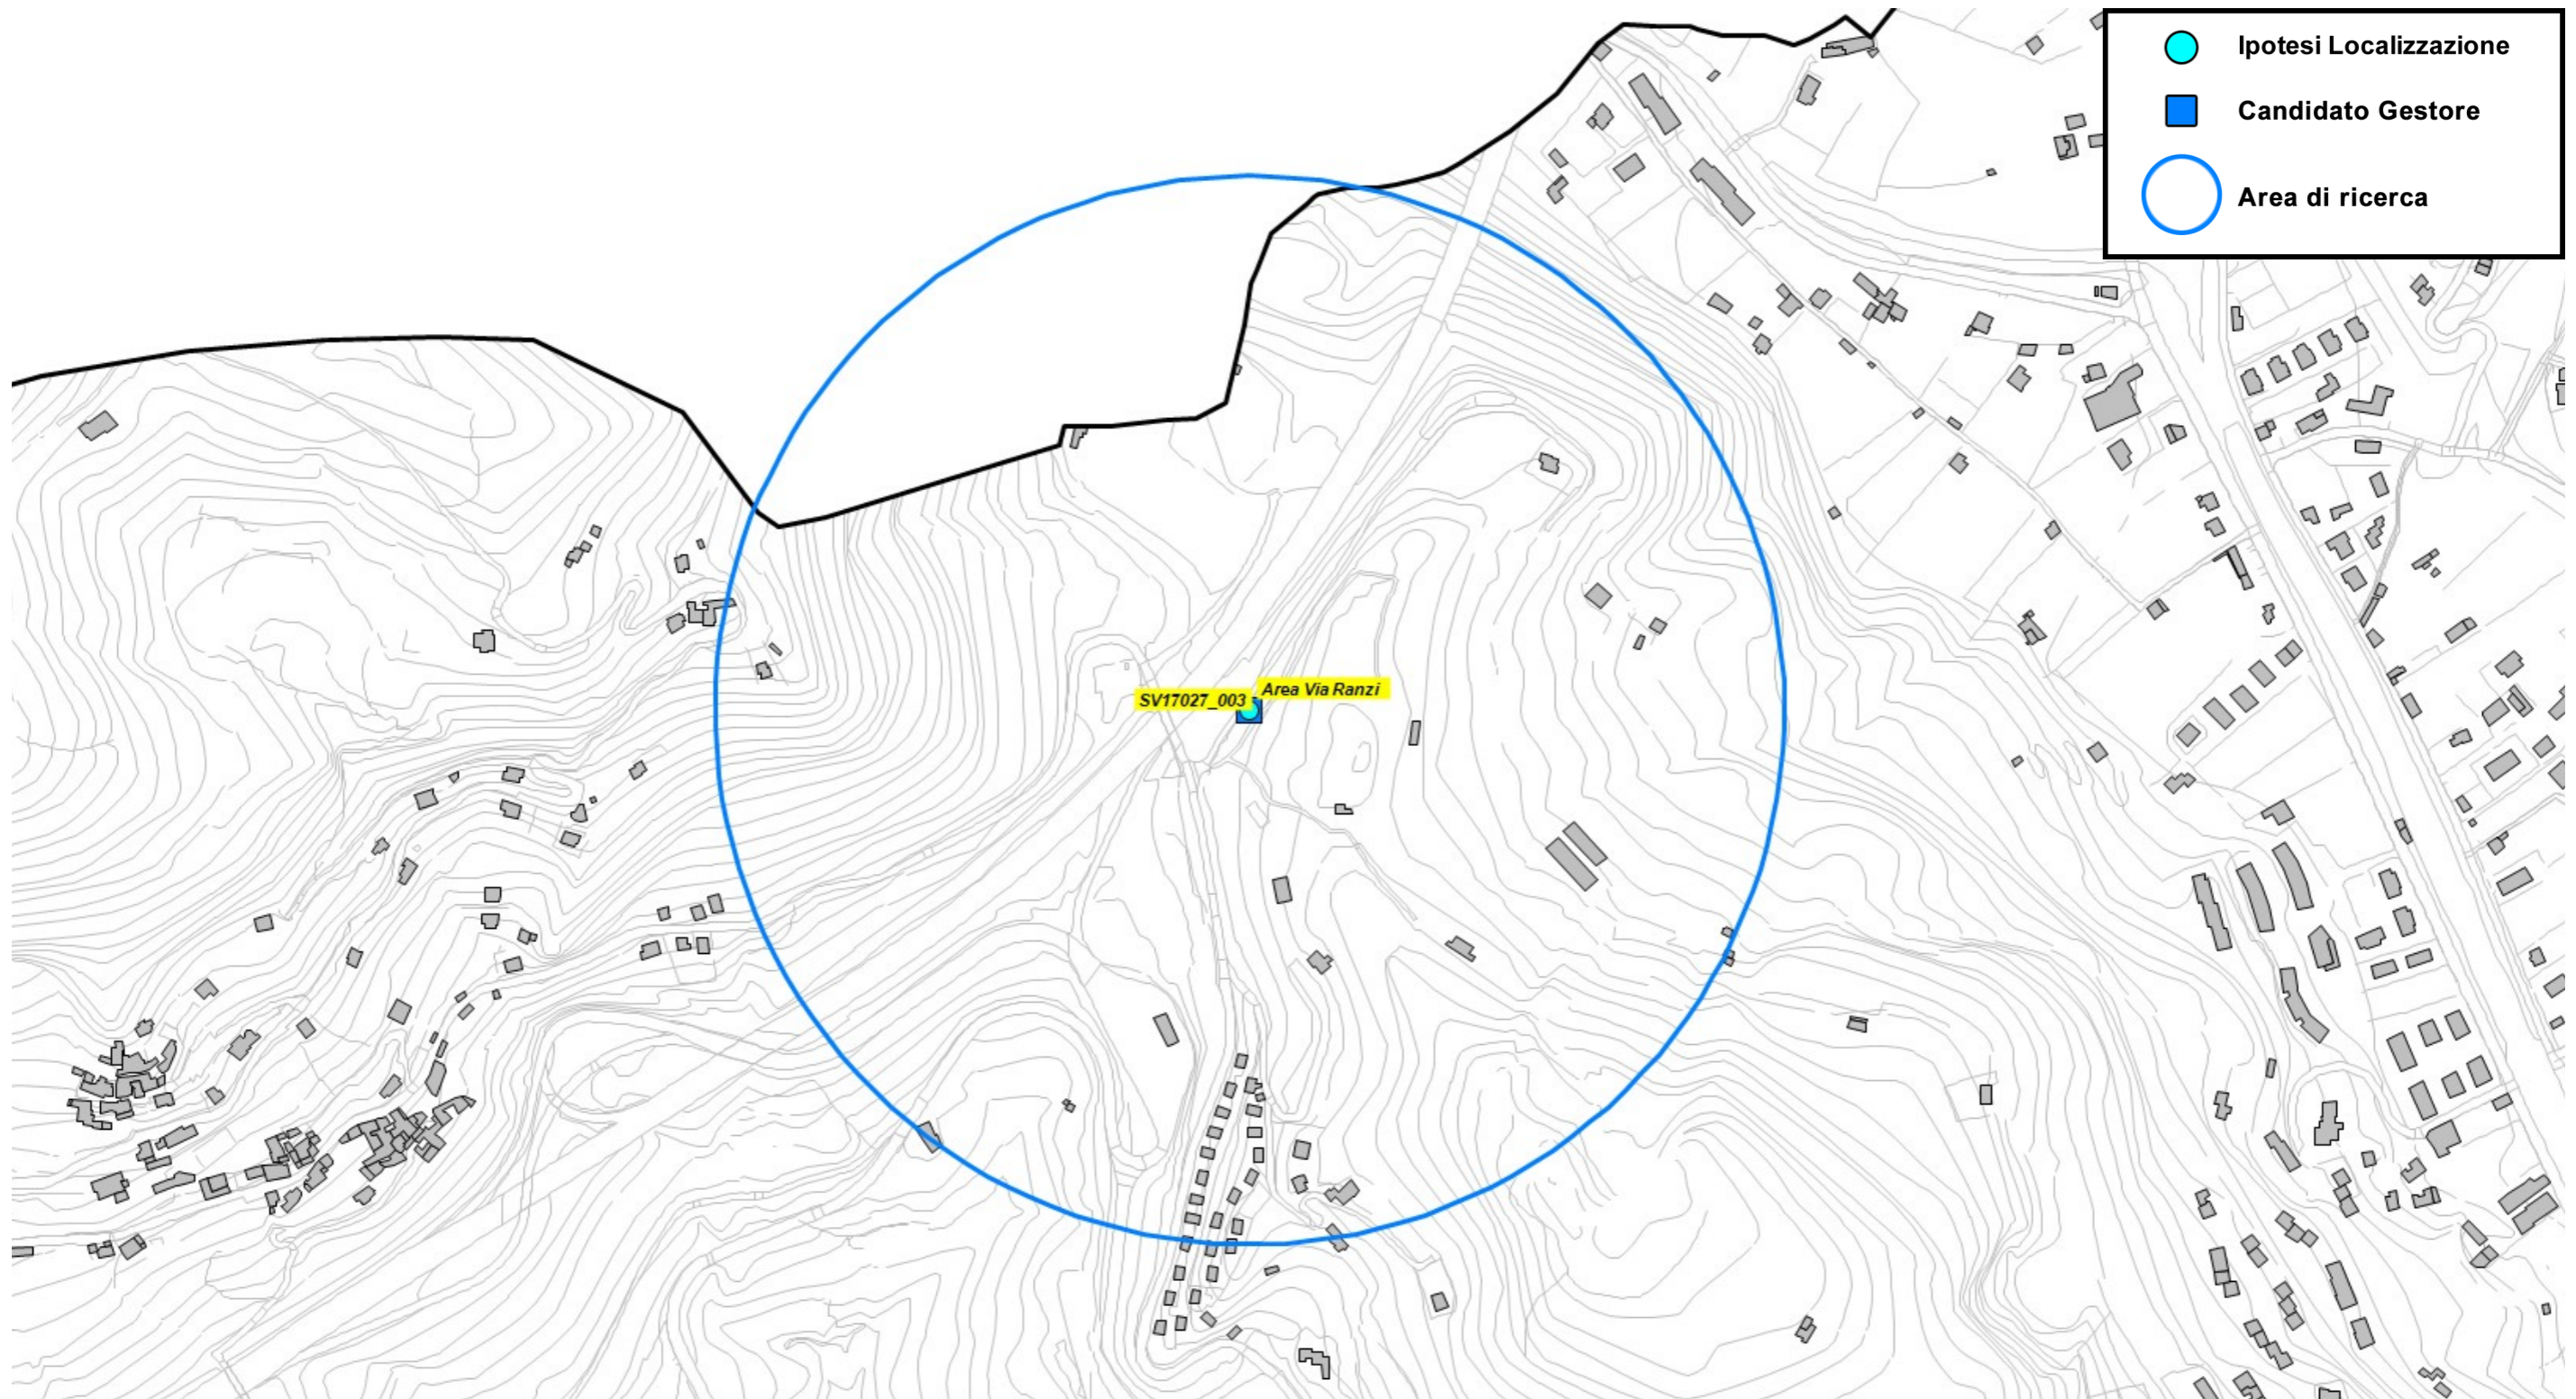 Ipotesi Localizzazione
Candidato Gestore
Area di ricerca
Area Via Ranzi
SV17027_003